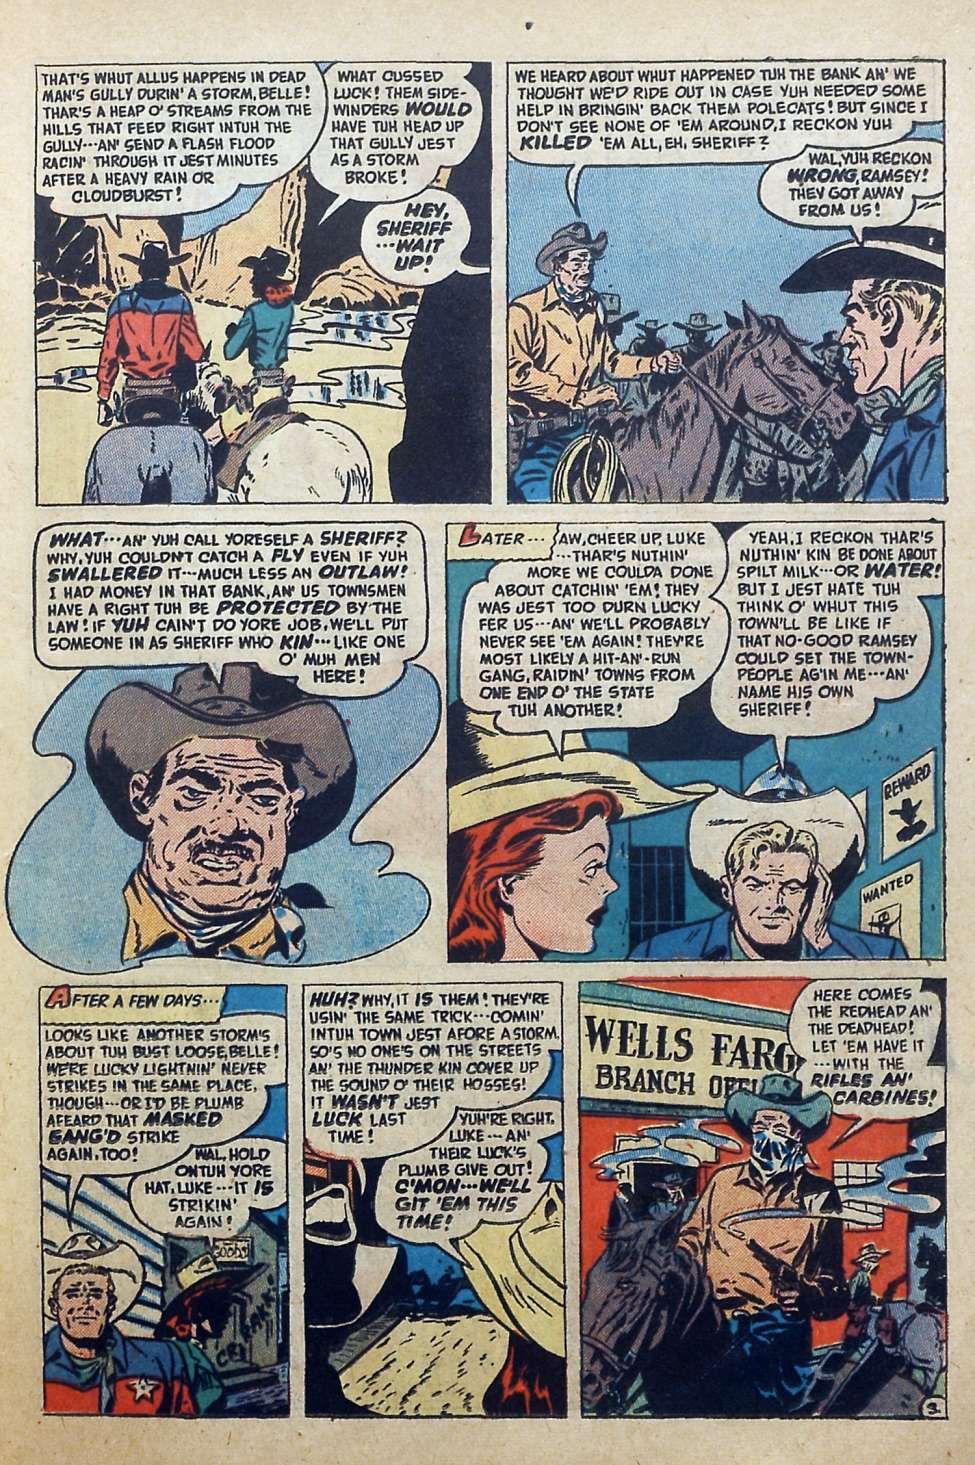 THAT'S WHUT ALLUS HAPPENS IN DEAD
MAN'S GULLY DURIN' A STORM, BELLE!
THAR'S A HEAP O' STREAMS FROM THE
HILLS THAT FEED RIGHT INTUH THE
GULLY---AN' SEND A FLASH FLOOD
RACIN' THROUGH IT JEST MINUTES
AFTER A HEAVY RAIN OR
CLOUDBURST!
WHAT CUSSED
LUCK! THEM SIDE-
WINDERS WOULD
HAVE TUH HEAD UP
THAT GULLY JEST
AS A STORM
BROKE!
HEY,
SHERIFF
---WAIT
UP!
WE HEARD ABOUT WHUT HAPPENED TUH THE BANK AN' WE
THOUGHT WE'D RIDE OUT IN CASE YUH NEEDED SOME
HELP IN BRINGIN' BACK THEM POLECATS! BUT SINCE I
DON'T SEE NONE OF 'EM AROUND, I RECKON YUH
KILLED 'EM ALL, EH, SHERIFF?
WAL, YUH RECKON
WRONG, RAMSEY!
THEY GOT AWAY
FROM US!
WHAT---AN' YUH CALL YORESELF A SHERIFF?
WHY, YUH COULDN'T CATCH A FLY EVEN IF YUH
SWALLERED IT---MUCH LESS AN OUTLAW!
I HAD MONEY IN THAT BANK, AN' US TOWNSMEN
HAVE A RIGHT TUH BE PROTECTED BY THE
LAW! IF YUH CAIN'T DO YORE JOB, WE'LL PUT
SOMEONE IN AS SHERIFF WHO KIN---LIKE ONE
O' MUH MEN
HERE!
LATER---
AW, CHEER UP, LUKE
---THAR'S NUTHIN'
MORE WE COULDA DONE
ABOUT CATCHIN' 'EM! THEY
WAS JEST TOO DURN LUCKY
FER US---AN' WE'LL PROBABLY
NEVER SEE 'EM AGAIN! THEY'RE
MOST LIKELY A HIT-AN'-RUN
GANG, RAIDIN' TOWNS FROM
ONE END O' THE STATE
TUH ANOTHER!
YEAH, I RECKON THAR'S
NUTHIN' KIN BE DONE ABOUT
SPILT MILK---OR WATER!
BUT I JEST HATE TUH
THINK O' WHUT THIS
TOWN'LL BE LIKE IF
THAT NO-GOOD RAMSEY
COULD SET THE TOWN-
PEOPLE AG'IN ME---AN'
NAME HIS OWN
SHERIFF!
REWARD
WANTED
AFTER A FEW DAYS---
LOOKS LIKE ANOTHER STORM'S
ABOUT TUH BUST LOOSE, BELLE!
WE'RE LUCKY LIGHTNIN' NEVER
STRIKES IN THE SAME PLACE,
THOUGH---OR I'D BE PLUMB
AFEARD THAT MASKED
GANG'D STRIKE
AGAIN, TOO!
WAL, HOLD
ONTUH YORE
HAT, LUKE---IT IS
STRIKIN'
AGAIN!
GOODS
HUH? WHY, IT IS THEM! THEY'RE
USIN' THE SAME TRICK---COMIN'
INTUH TOWN JEST AFORE A STORM,
SO'S NO ONE'S ON THE STREETS
AN' THE THUNDER KIN COVER UP
THE SOUND O' THEIR HOSSES!
IT WASN'T JEST
LUCK LAST
TIME!
YUH'RE RIGHT,
LUKE---AN'
THEIR LUCK'S
PLUMB GIVE OUT!
C'MON---WE'LL
GIT 'EM THIS
TIME!
WELLS FARG
BRANCH OFFI
HERE COMES
THE REDHEAD AN'
THE DEADHEAD!
LET 'EM HAVE IT
---WITH THE
RIFLES AN'
CARBINES!
3